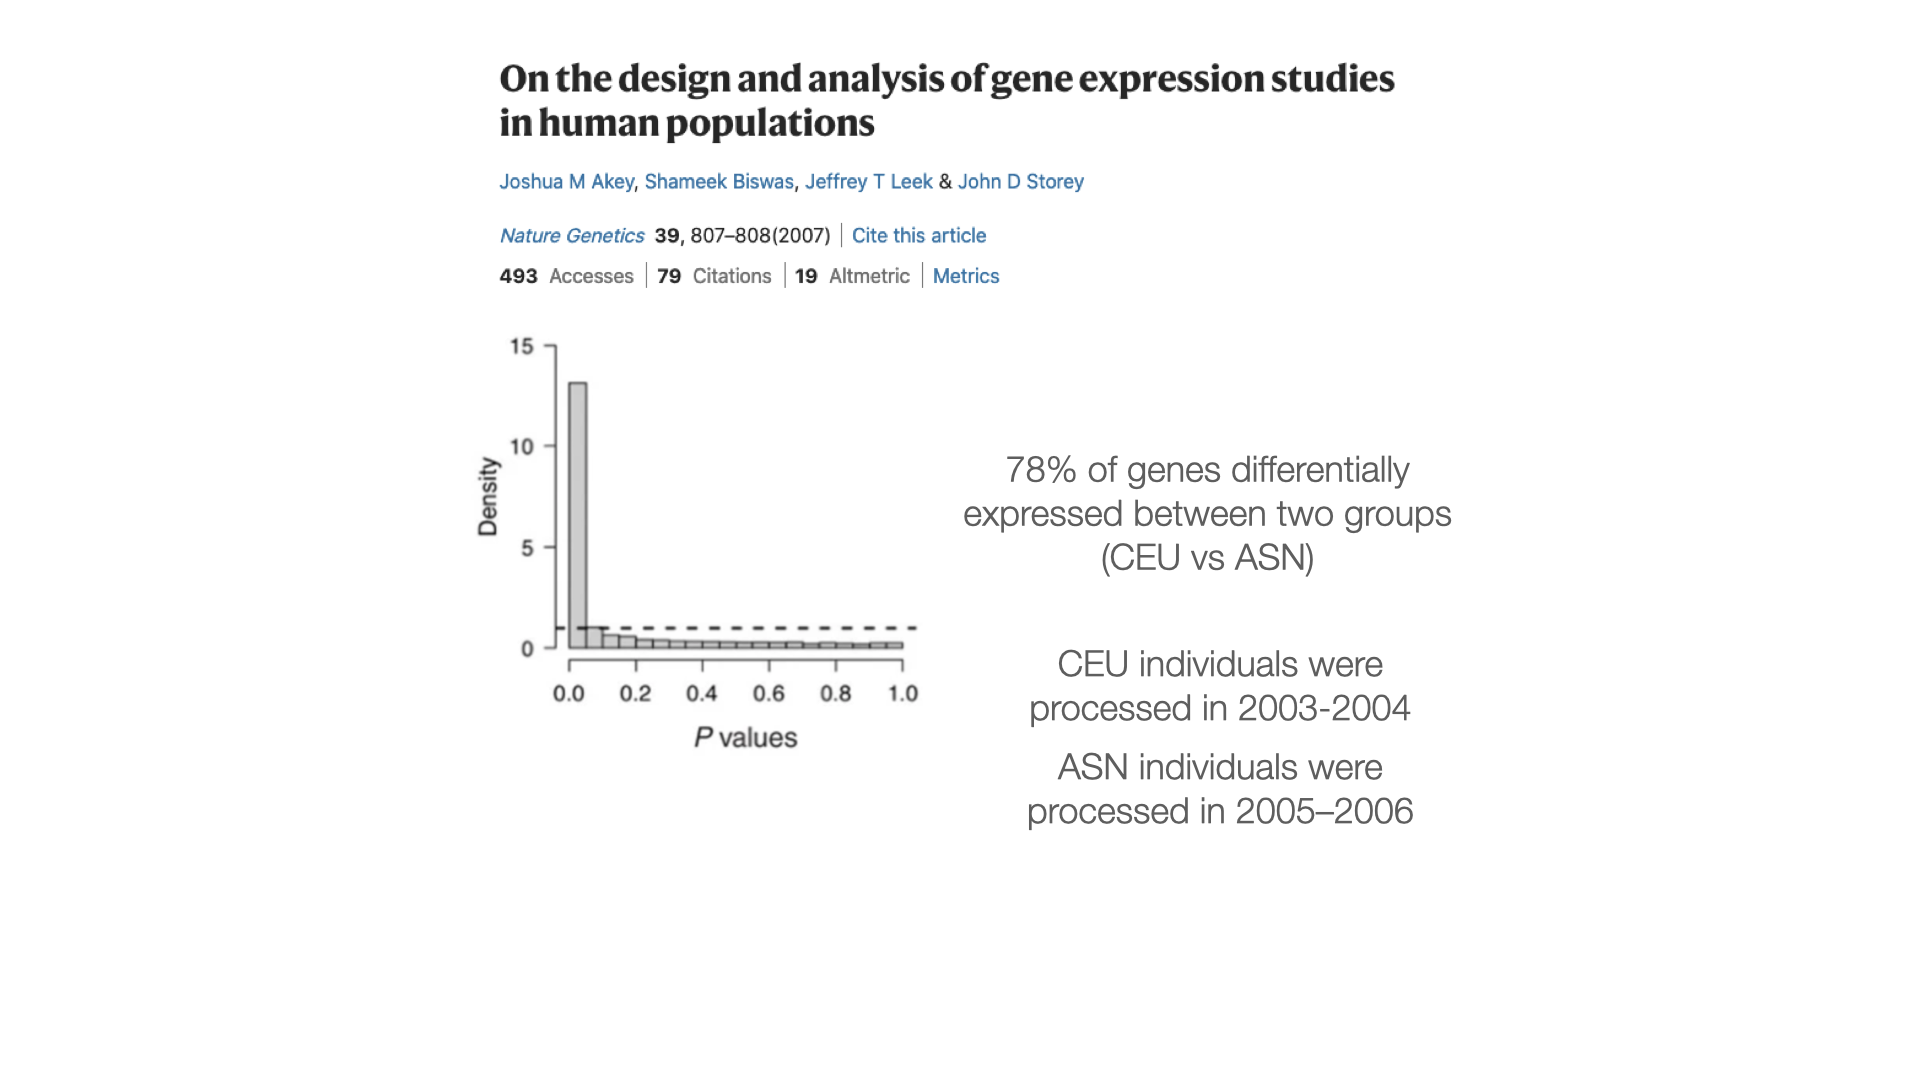 On the design and analysis of gene expression studies
in human populations
Joshua M Akey, Shameek Biswas, Jeffrey T Leek & John D Storey
Nature Genetics 39, 807–808(2007) | Cite this article
493 Accesses | 79 Citations | 19 Altmetric | Metrics
15
10
5
0
Density
0.0 0.2 0.4 0.6 0.8 1.0
P values
78% of genes differentially
expressed between two groups
(CEU vs ASN)
CEU individuals were
processed in 2003-2004
ASN individuals were
processed in 2005–2006